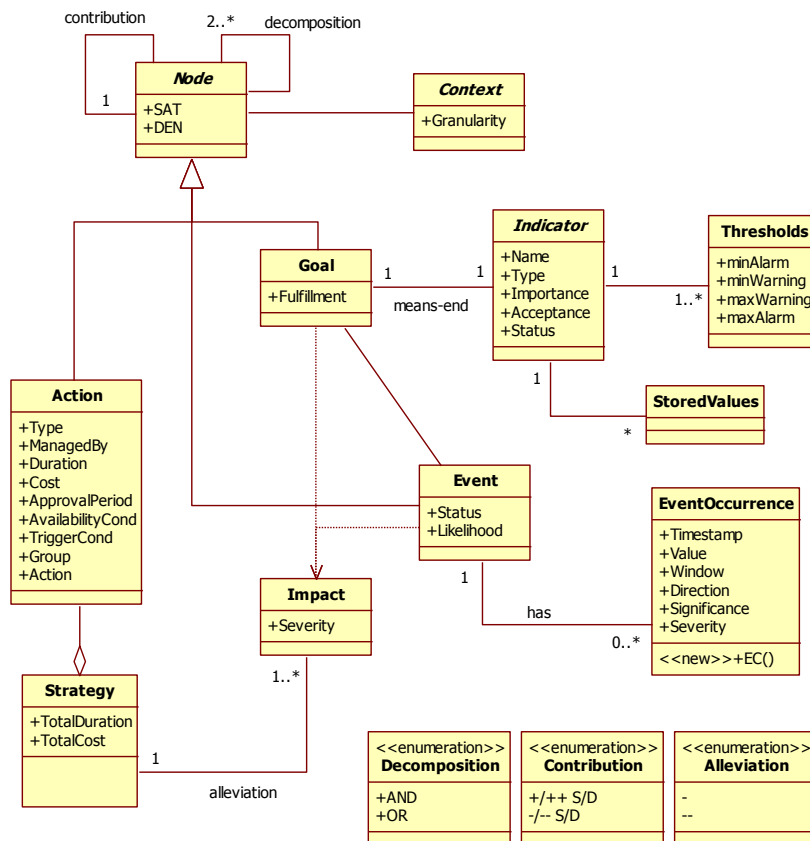 contribution
2..*
decomposition
Node
1
+SAT
+DEN
Context
+Granularity
Indicator
+Name
+Type
+Importance
+Acceptance
+Status
Thresholds
+minAlarm
+minWarning
+maxWarning
+maxAlarm
Goal
+Fulfillment
1
1
means-end
1
1..*
1
*
StoredValues
Action
+Type
+ManagedBy
+Duration
+Cost
+ApprovalPeriod
+AvailabilityCond
+TriggerCond
+Group
+Action
Event
+Status
+Likelihood
EventOccurrence
+Timestamp
+Value
+Window
+Direction
+Significance
+Severity
<<new>>+EC()
1
has
0..*
Impact
+Severity
1..*
Strategy
+TotalDuration
+TotalCost
1
alleviation
<<enumeration>>
Decomposition
+AND
+OR
<<enumeration>>
Contribution
+/++ S/D
-/-- S/D
<<enumeration>>
Alleviation
-
--